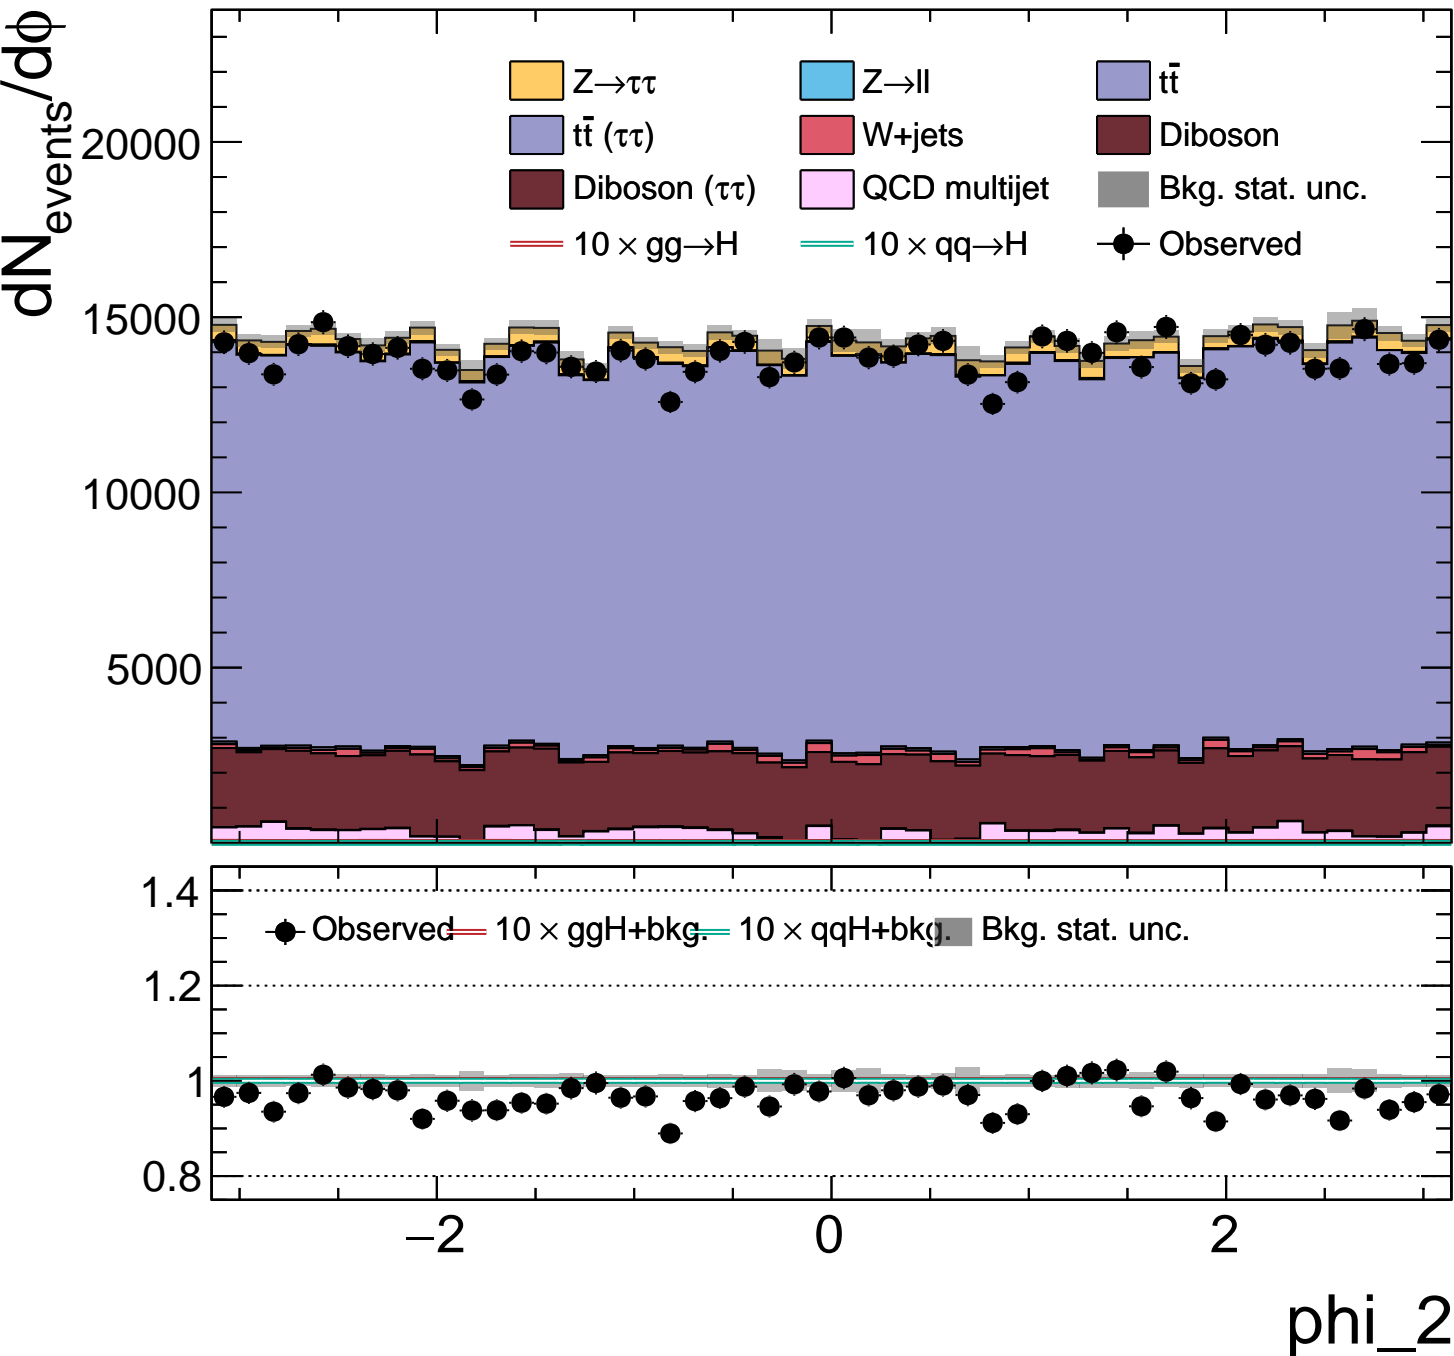 dN_events/dϕ
Z→ττ Z→ll tt̄
tt̄ (ττ) W+jets Diboson
Diboson (ττ) QCD multijet Bkg. stat. unc.
10 × gg→H 10 × qq→H Observed
20000
15000
10000
5000
1.4
Observed 10 × ggH+bkg. 10 × qqH+bkg. Bkg. stat. unc.
1.2
1
0.8
−2 0 2
phi_2